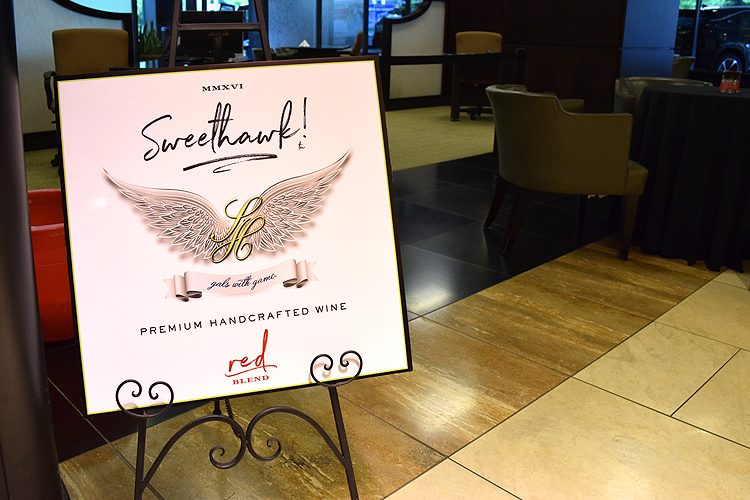 MMXVI
Sweethawk!
SH
gals with game
PREMIUM HANDCRAFTED WINE
red
BLEND